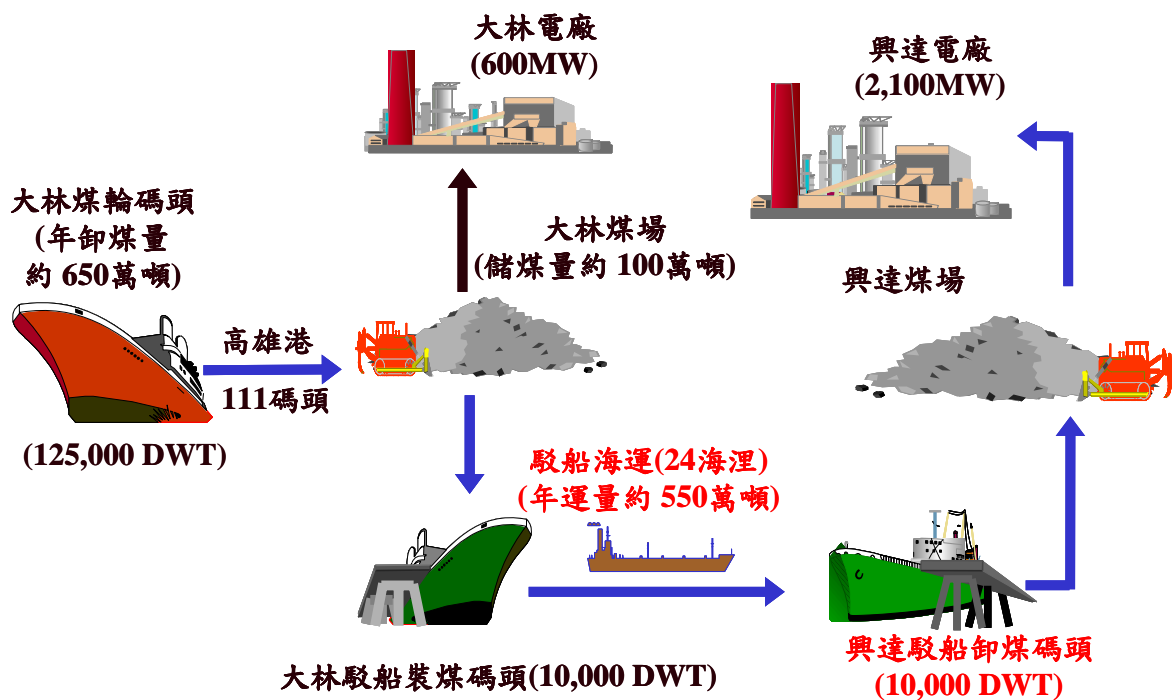 大林電廠
(600MW)
興達電廠
(2,100MW)
大林煤輪碼頭
(年卸煤量
約 650萬噸)
大林煤場
(儲煤量約 100萬噸)
興達煤場
高雄港
111碼頭
(125,000 DWT)
駁船海運(24海浬)
(年運量約 550萬噸)
大林駁船裝煤碼頭(10,000 DWT)
興達駁船卸煤碼頭
(10,000 DWT)